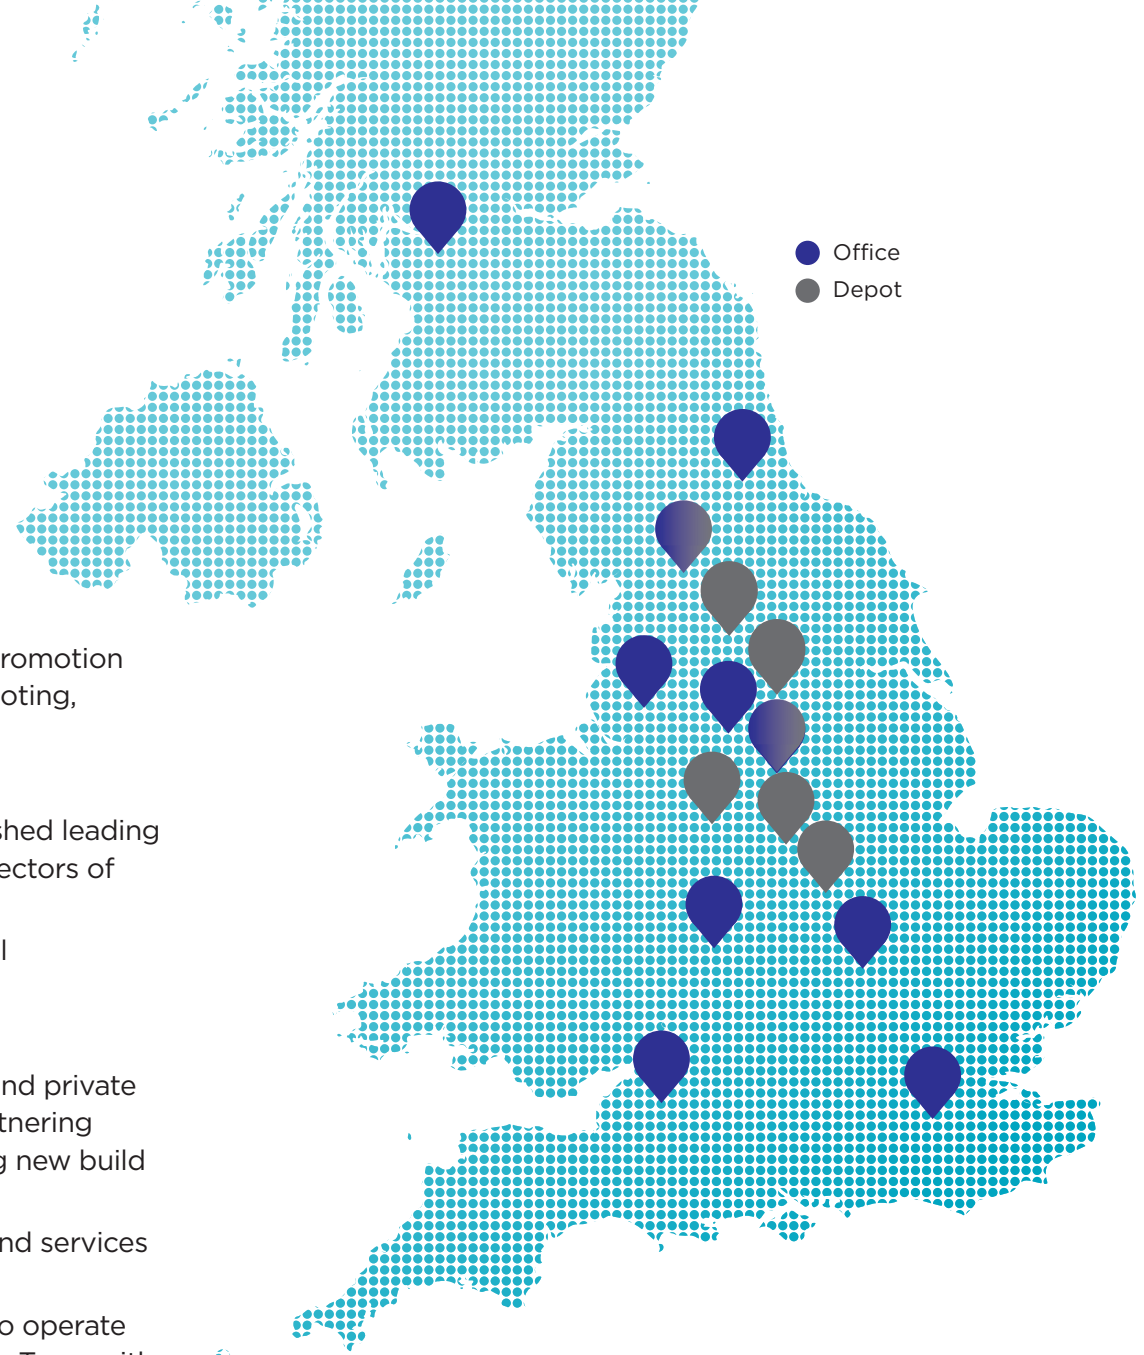 Office
Depot
romotion
oting,
shed leading
ectors of
l
nd private
tnering
g new build
nd services
o operate